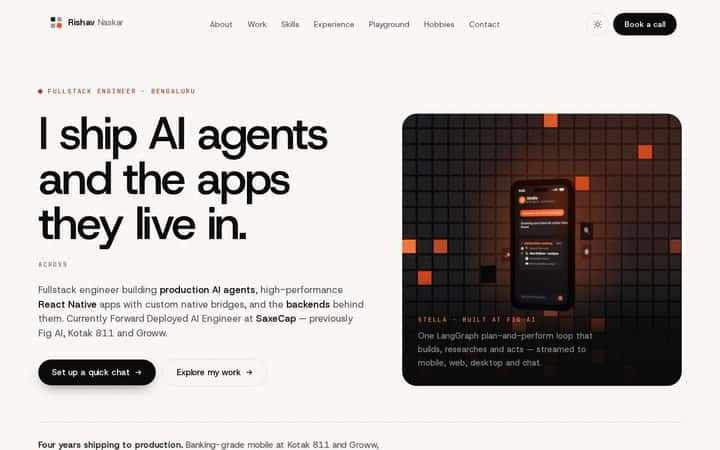 Rishav Naskar
About Work Skills Experience Playground Hobbies Contact
Book a call
FULLSTACK ENGINEER · BENGALURU
I ship AI agents
and the apps
they live in.
ACROSS
Fullstack engineer building production AI agents, high-performance
React Native apps with custom native bridges, and the backends behind
them. Currently Forward Deployed AI Engineer at SaxeCap — previously
Fig AI, Kotak 811 and Groww.
Set up a quick chat →
Explore my work →
STELLA · BUILT AT FIG AI
One LangGraph plan-and-perform loop that
builds, researches and acts — streamed to
mobile, web, desktop and chat.
Four years shipping to production. Banking-grade mobile at Kotak 811 and Groww,